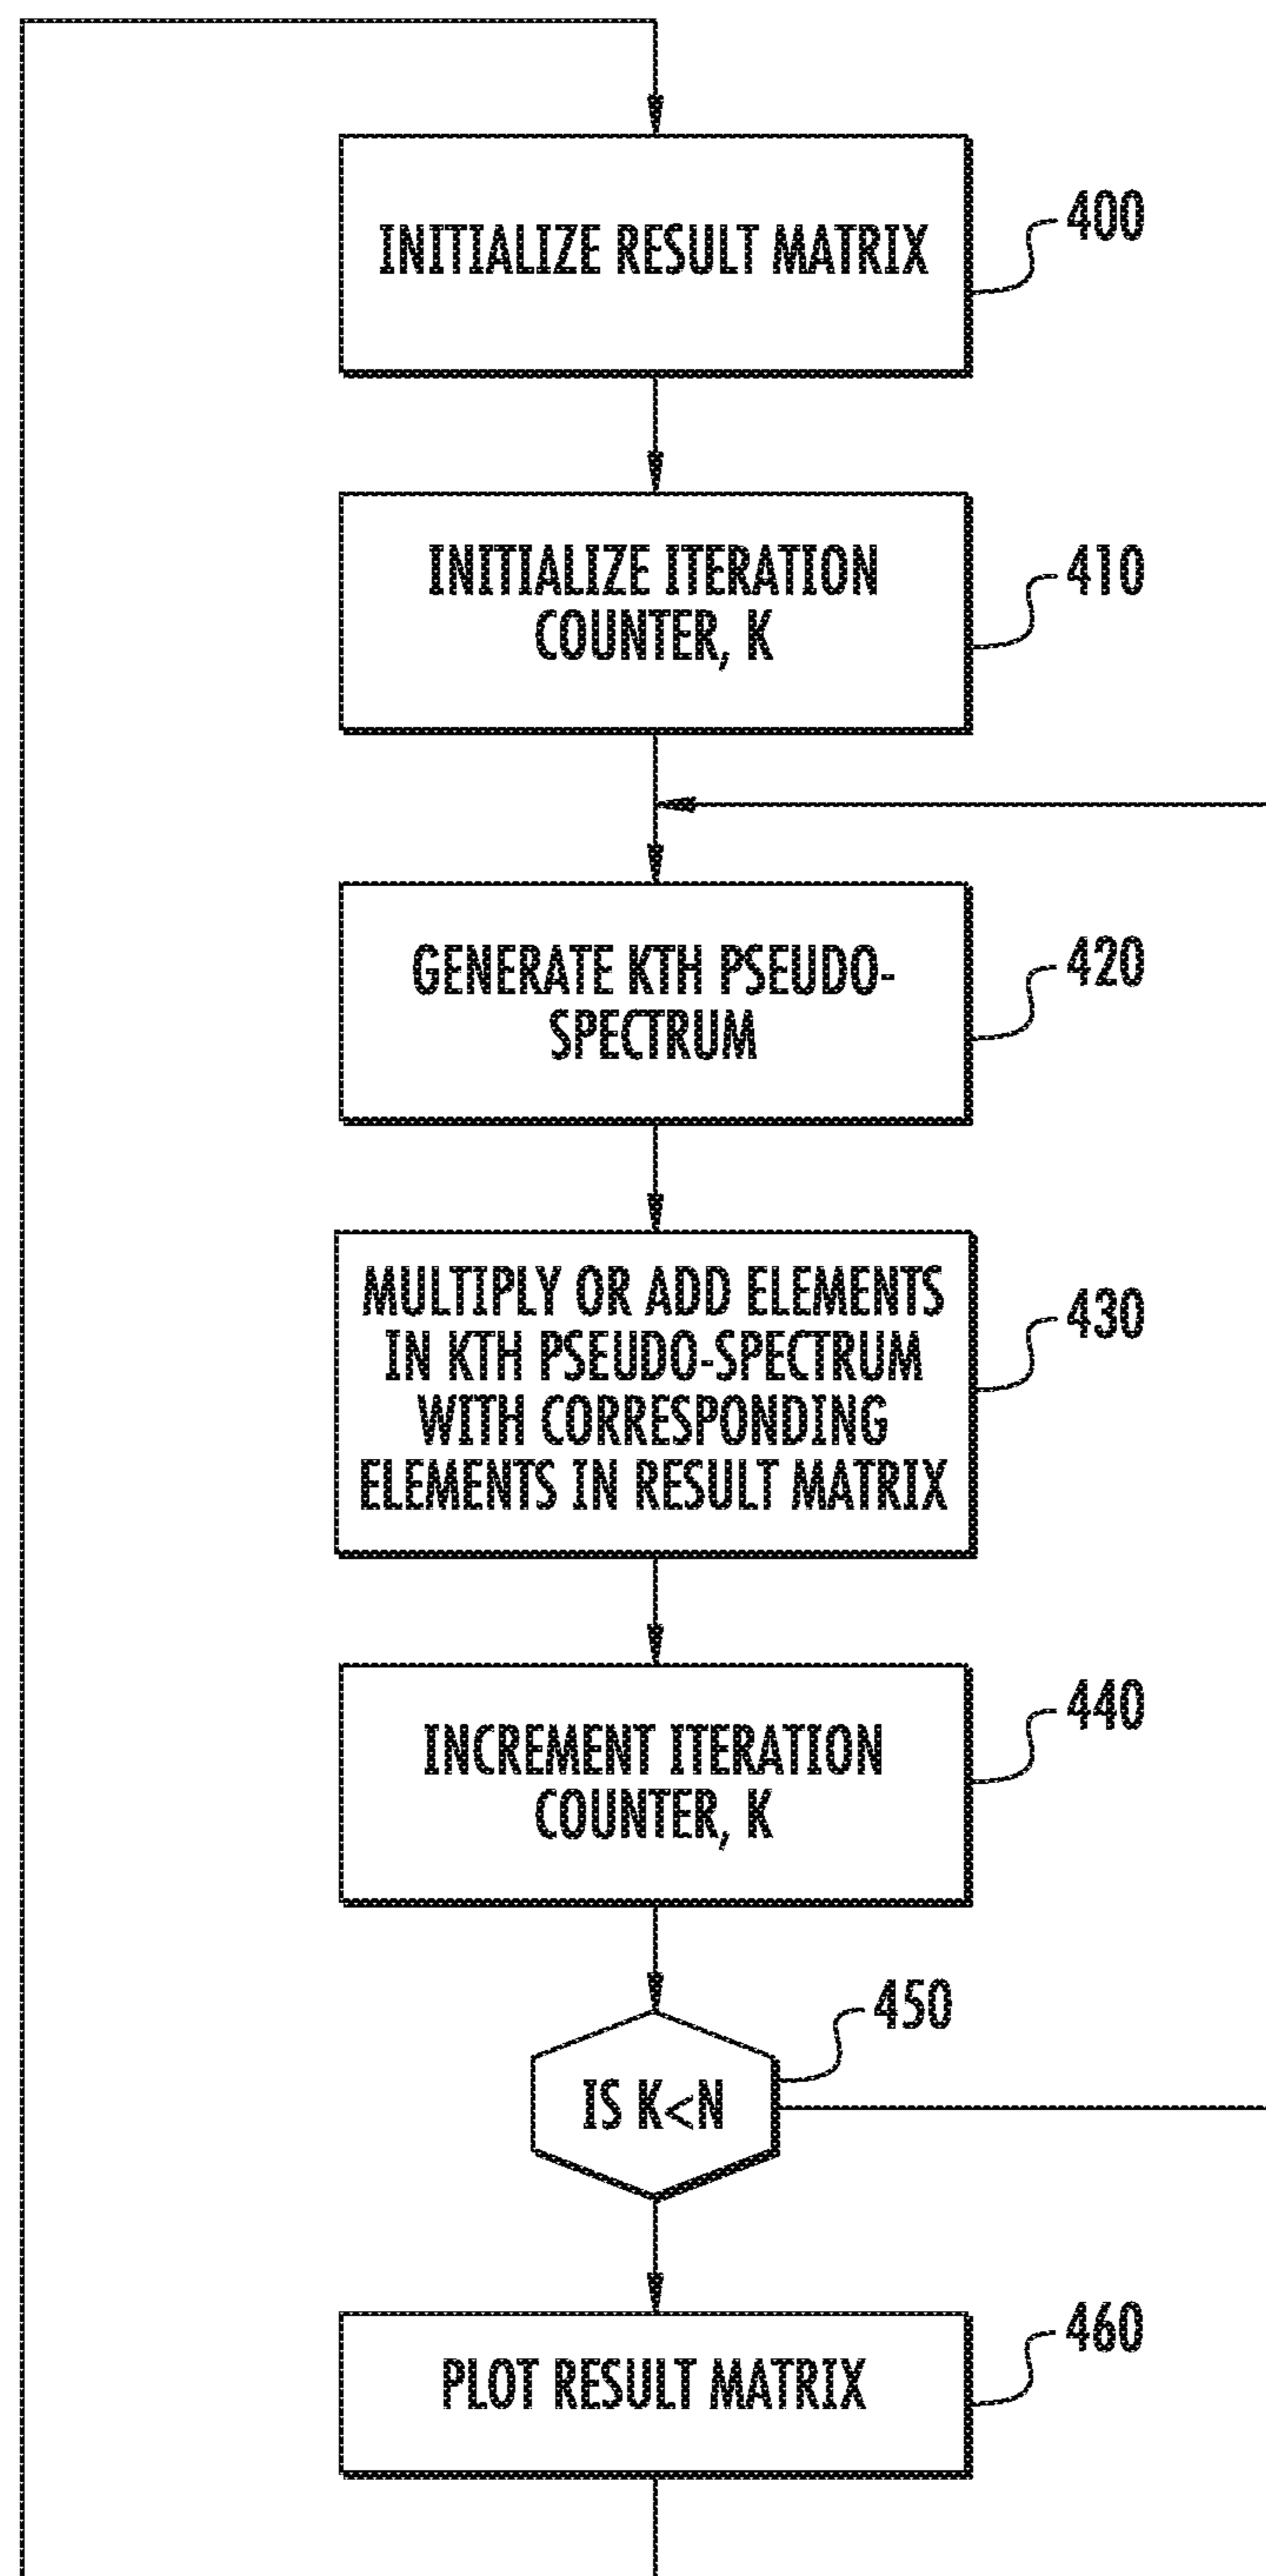 INITIALIZE RESULT MATRIX
400
INITIALIZE ITERATION
COUNTER, K
410
GENERATE KTH PSEUDO-
SPECTRUM
420
MULTIPLY OR ADD ELEMENTS
IN KTH PSEUDO-SPECTRUM
WITH CORRESPONDING
ELEMENTS IN RESULT MATRIX
430
INCREMENT ITERATION
COUNTER, K
440
450
IS K<N
460
PLOT RESULT MATRIX